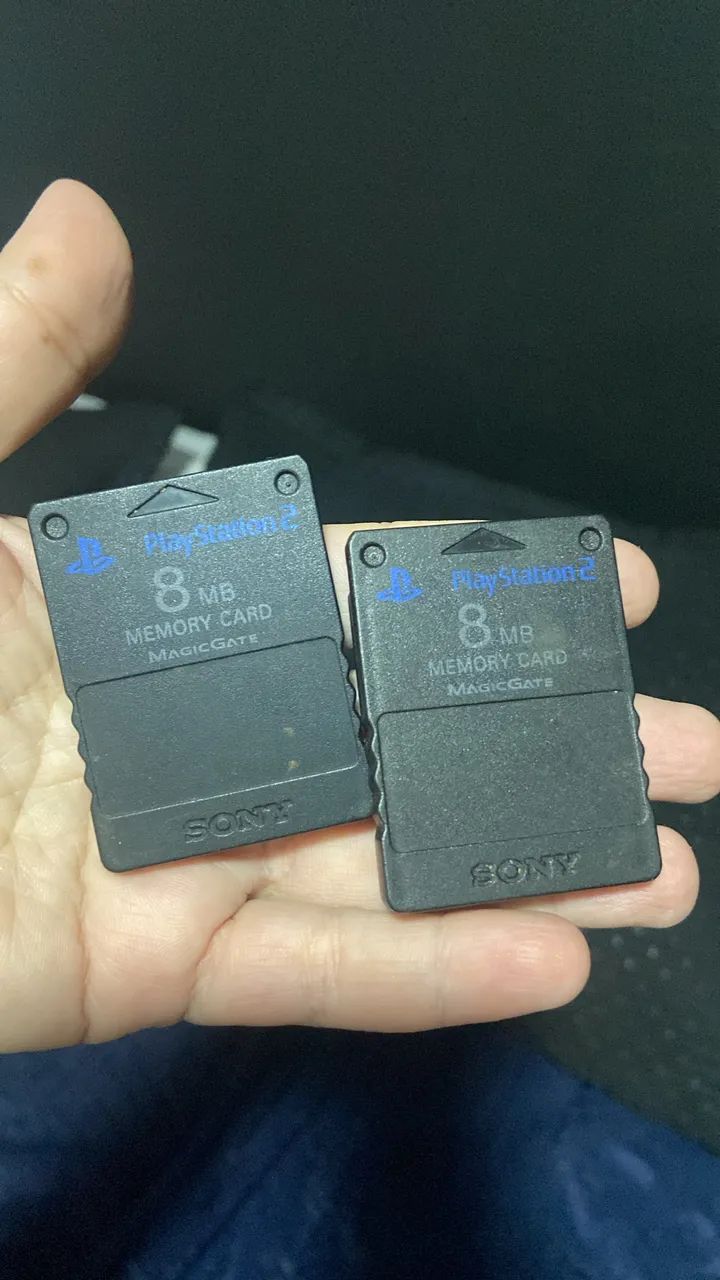 PlayStation 2
8 MB
MEMORY CARD
MAGICGATE
SONY
PlayStation 2
8 MB
MEMORY CARD
MAGICGATE
SONY